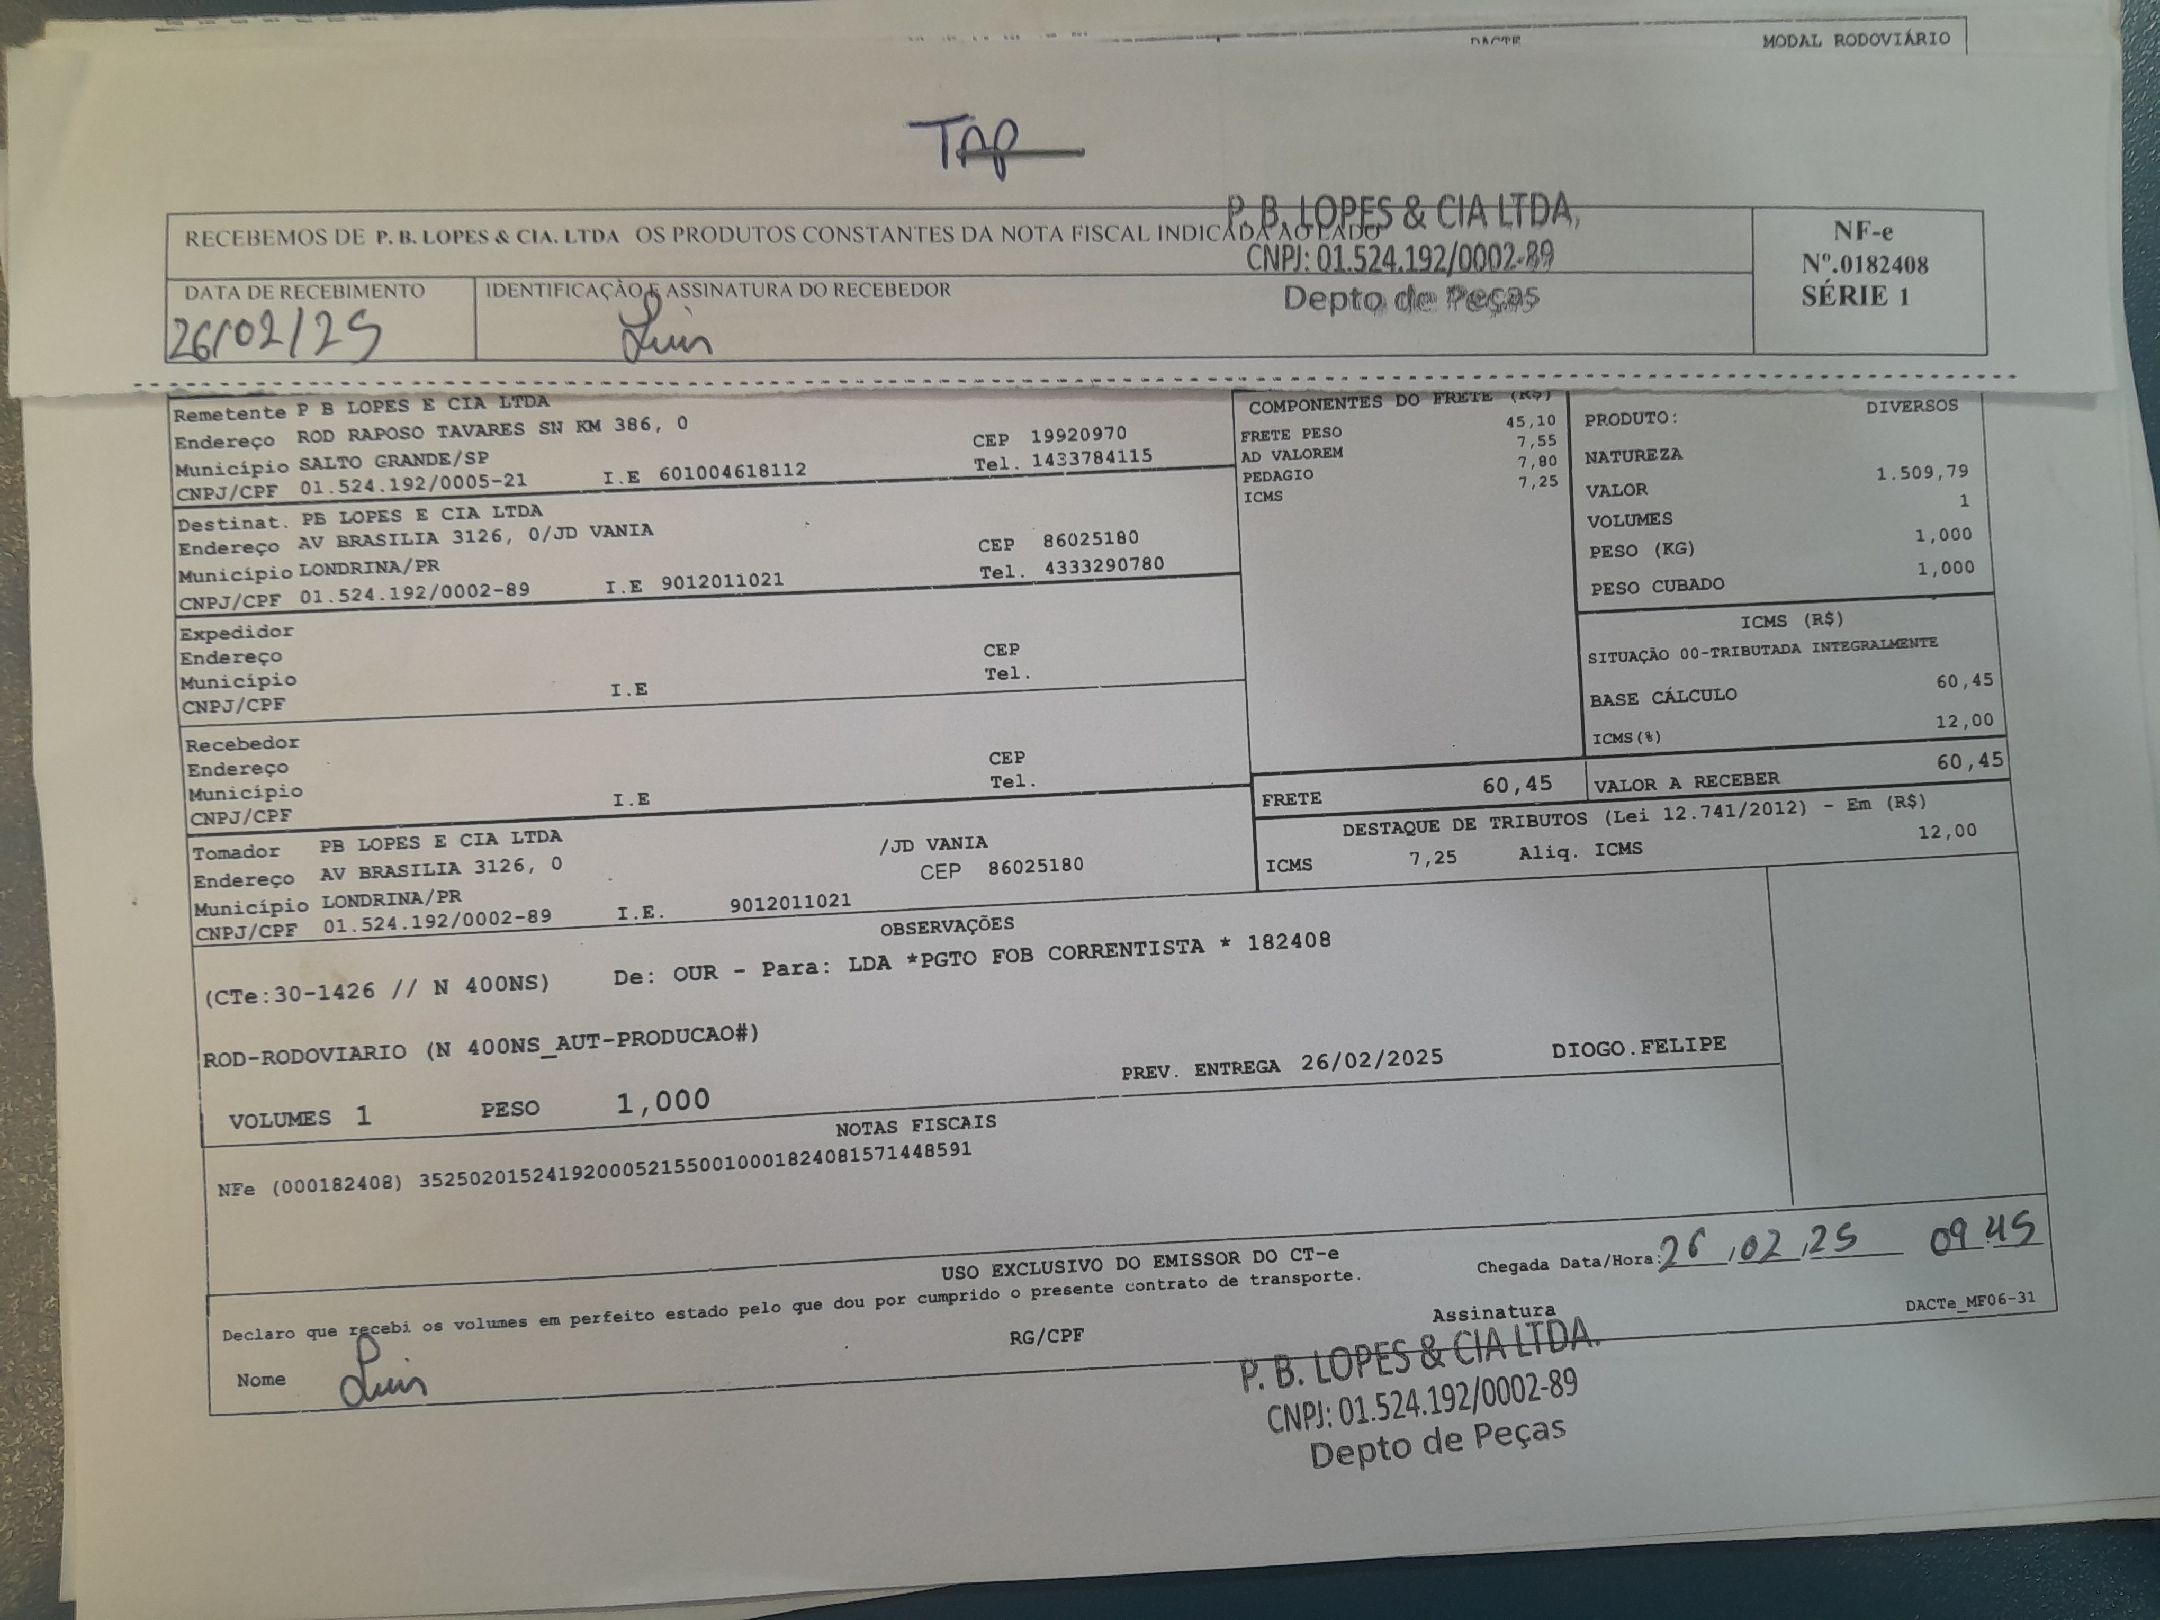 DACTE MODAL RODOVIÁRIO
TAP
P. B. LOPES & CIA LTDA,
CNPJ: 01.524.192/0002-89
Depto de Peças
RECEBEMOS DE P. B. LOPES & CIA. LTDA OS PRODUTOS CONSTANTES DA NOTA FISCAL INDICADA AO LADO
NF-e
Nº.0182408
SÉRIE 1
DATA DE RECEBIMENTO
26/02/25
IDENTIFICAÇÃO E ASSINATURA DO RECEBEDOR
Luis
Remetente P B LOPES E CIA LTDA
Endereço ROD RAPOSO TAVARES SN KM 386, 0 CEP 19920970
Município SALTO GRANDE/SP Tel. 1433784115
CNPJ/CPF 01.524.192/0005-21 I.E 601004618112
Destinat. PB LOPES E CIA LTDA
Endereço AV BRASILIA 3126, 0/JD VANIA CEP 86025180
Município LONDRINA/PR Tel. 4333290780
CNPJ/CPF 01.524.192/0002-89 I.E 9012011021
Expedidor
Endereço CEP
Município Tel.
CNPJ/CPF I.E
Recebedor
Endereço CEP
Município Tel.
CNPJ/CPF I.E
Tomador PB LOPES E CIA LTDA
Endereço AV BRASILIA 3126, 0 /JD VANIA
Município LONDRINA/PR CEP 86025180
CNPJ/CPF 01.524.192/0002-89 I.E. 9012011021
COMPONENTES DO FRETE (R$)
FRETE PESO 45,10
AD VALOREM 7,55
PEDAGIO 7,80
ICMS 7,25
PRODUTO: DIVERSOS
NATUREZA
VALOR 1.509,79
VOLUMES 1
PESO (KG) 1,000
PESO CUBADO 1,000
ICMS (R$)
SITUAÇÃO 00-TRIBUTADA INTEGRALMENTE
BASE CÁLCULO 60,45
ICMS(%) 12,00
FRETE 60,45 VALOR A RECEBER 60,45
DESTAQUE DE TRIBUTOS (Lei 12.741/2012) - Em (R$)
ICMS 7,25 Aliq. ICMS 12,00
OBSERVAÇÕES
(CTe:30-1426 // N 400NS) De: OUR - Para: LDA *PGTO FOB CORRENTISTA * 182408
ROD-RODOVIARIO (N 400NS_AUT-PRODUCAO#)
PREV. ENTREGA 26/02/2025 DIOGO.FELIPE
VOLUMES 1 PESO 1,000
NOTAS FISCAIS
NFe (000182408) 35250201524192000521550010001824081571448591
USO EXCLUSIVO DO EMISSOR DO CT-e
Chegada Data/Hora: 26/02/25 09:45
Declaro que recebi os volumes em perfeito estado pelo que dou por cumprido o presente contrato de transporte.
Nome Luis RG/CPF Assinatura DACTe_MF06-31
P. B. LOPES & CIA LTDA.
CNPJ: 01.524.192/0002-89
Depto de Peças